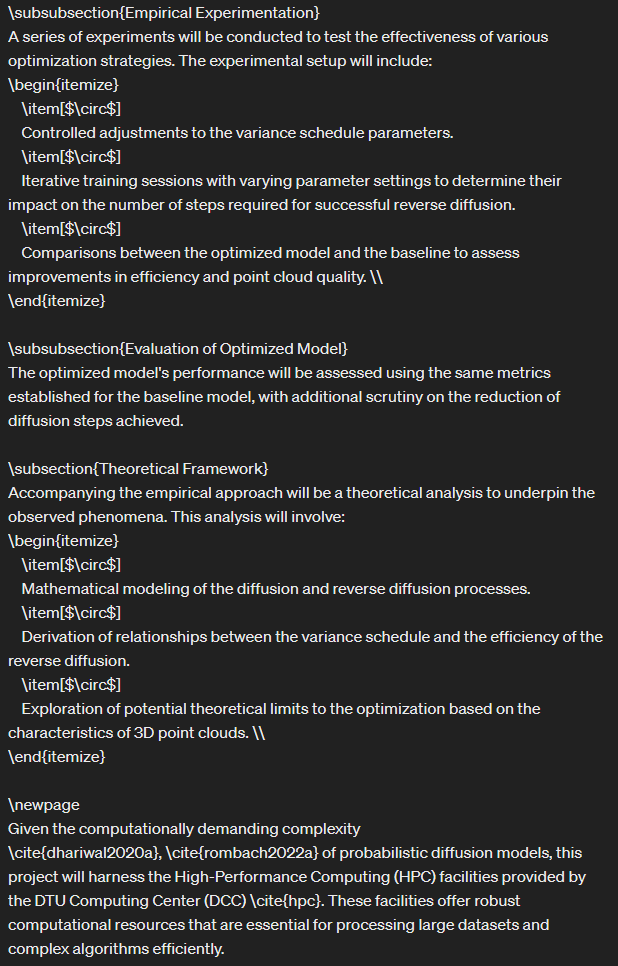 \subsubsection{Empirical Experimentation}
A series of experiments will be conducted to test the effectiveness of various
optimization strategies. The experimental setup will include:
\begin{itemize}
\item[$\circ$]
Controlled adjustments to the variance schedule parameters.
\item[$\circ$]
Iterative training sessions with varying parameter settings to determine their
impact on the number of steps required for successful reverse diffusion.
\item[$\circ$]
Comparisons between the optimized model and the baseline to assess
improvements in efficiency and point cloud quality. \\
\end{itemize}
\subsubsection{Evaluation of Optimized Model}
The optimized model's performance will be assessed using the same metrics
established for the baseline model, with additional scrutiny on the reduction of
diffusion steps achieved.
\subsection{Theoretical Framework}
Accompanying the empirical approach will be a theoretical analysis to underpin the
observed phenomena. This analysis will involve:
\begin{itemize}
\item[$\circ$]
Mathematical modeling of the diffusion and reverse diffusion processes.
\item[$\circ$]
Derivation of relationships between the variance schedule and the efficiency of the
reverse diffusion.
\item[$\circ$]
Exploration of potential theoretical limits to the optimization based on the
characteristics of 3D point clouds. \\
\end{itemize}
\newpage
Given the computationally demanding complexity
\cite{dhariwal2020a}, \cite{rombach2022a} of probabilistic diffusion models, this
project will harness the High-Performance Computing (HPC) facilities provided by
the DTU Computing Center (DCC) \cite{hpc}. These facilities offer robust
computational resources that are essential for processing large datasets and
complex algorithms efficiently.